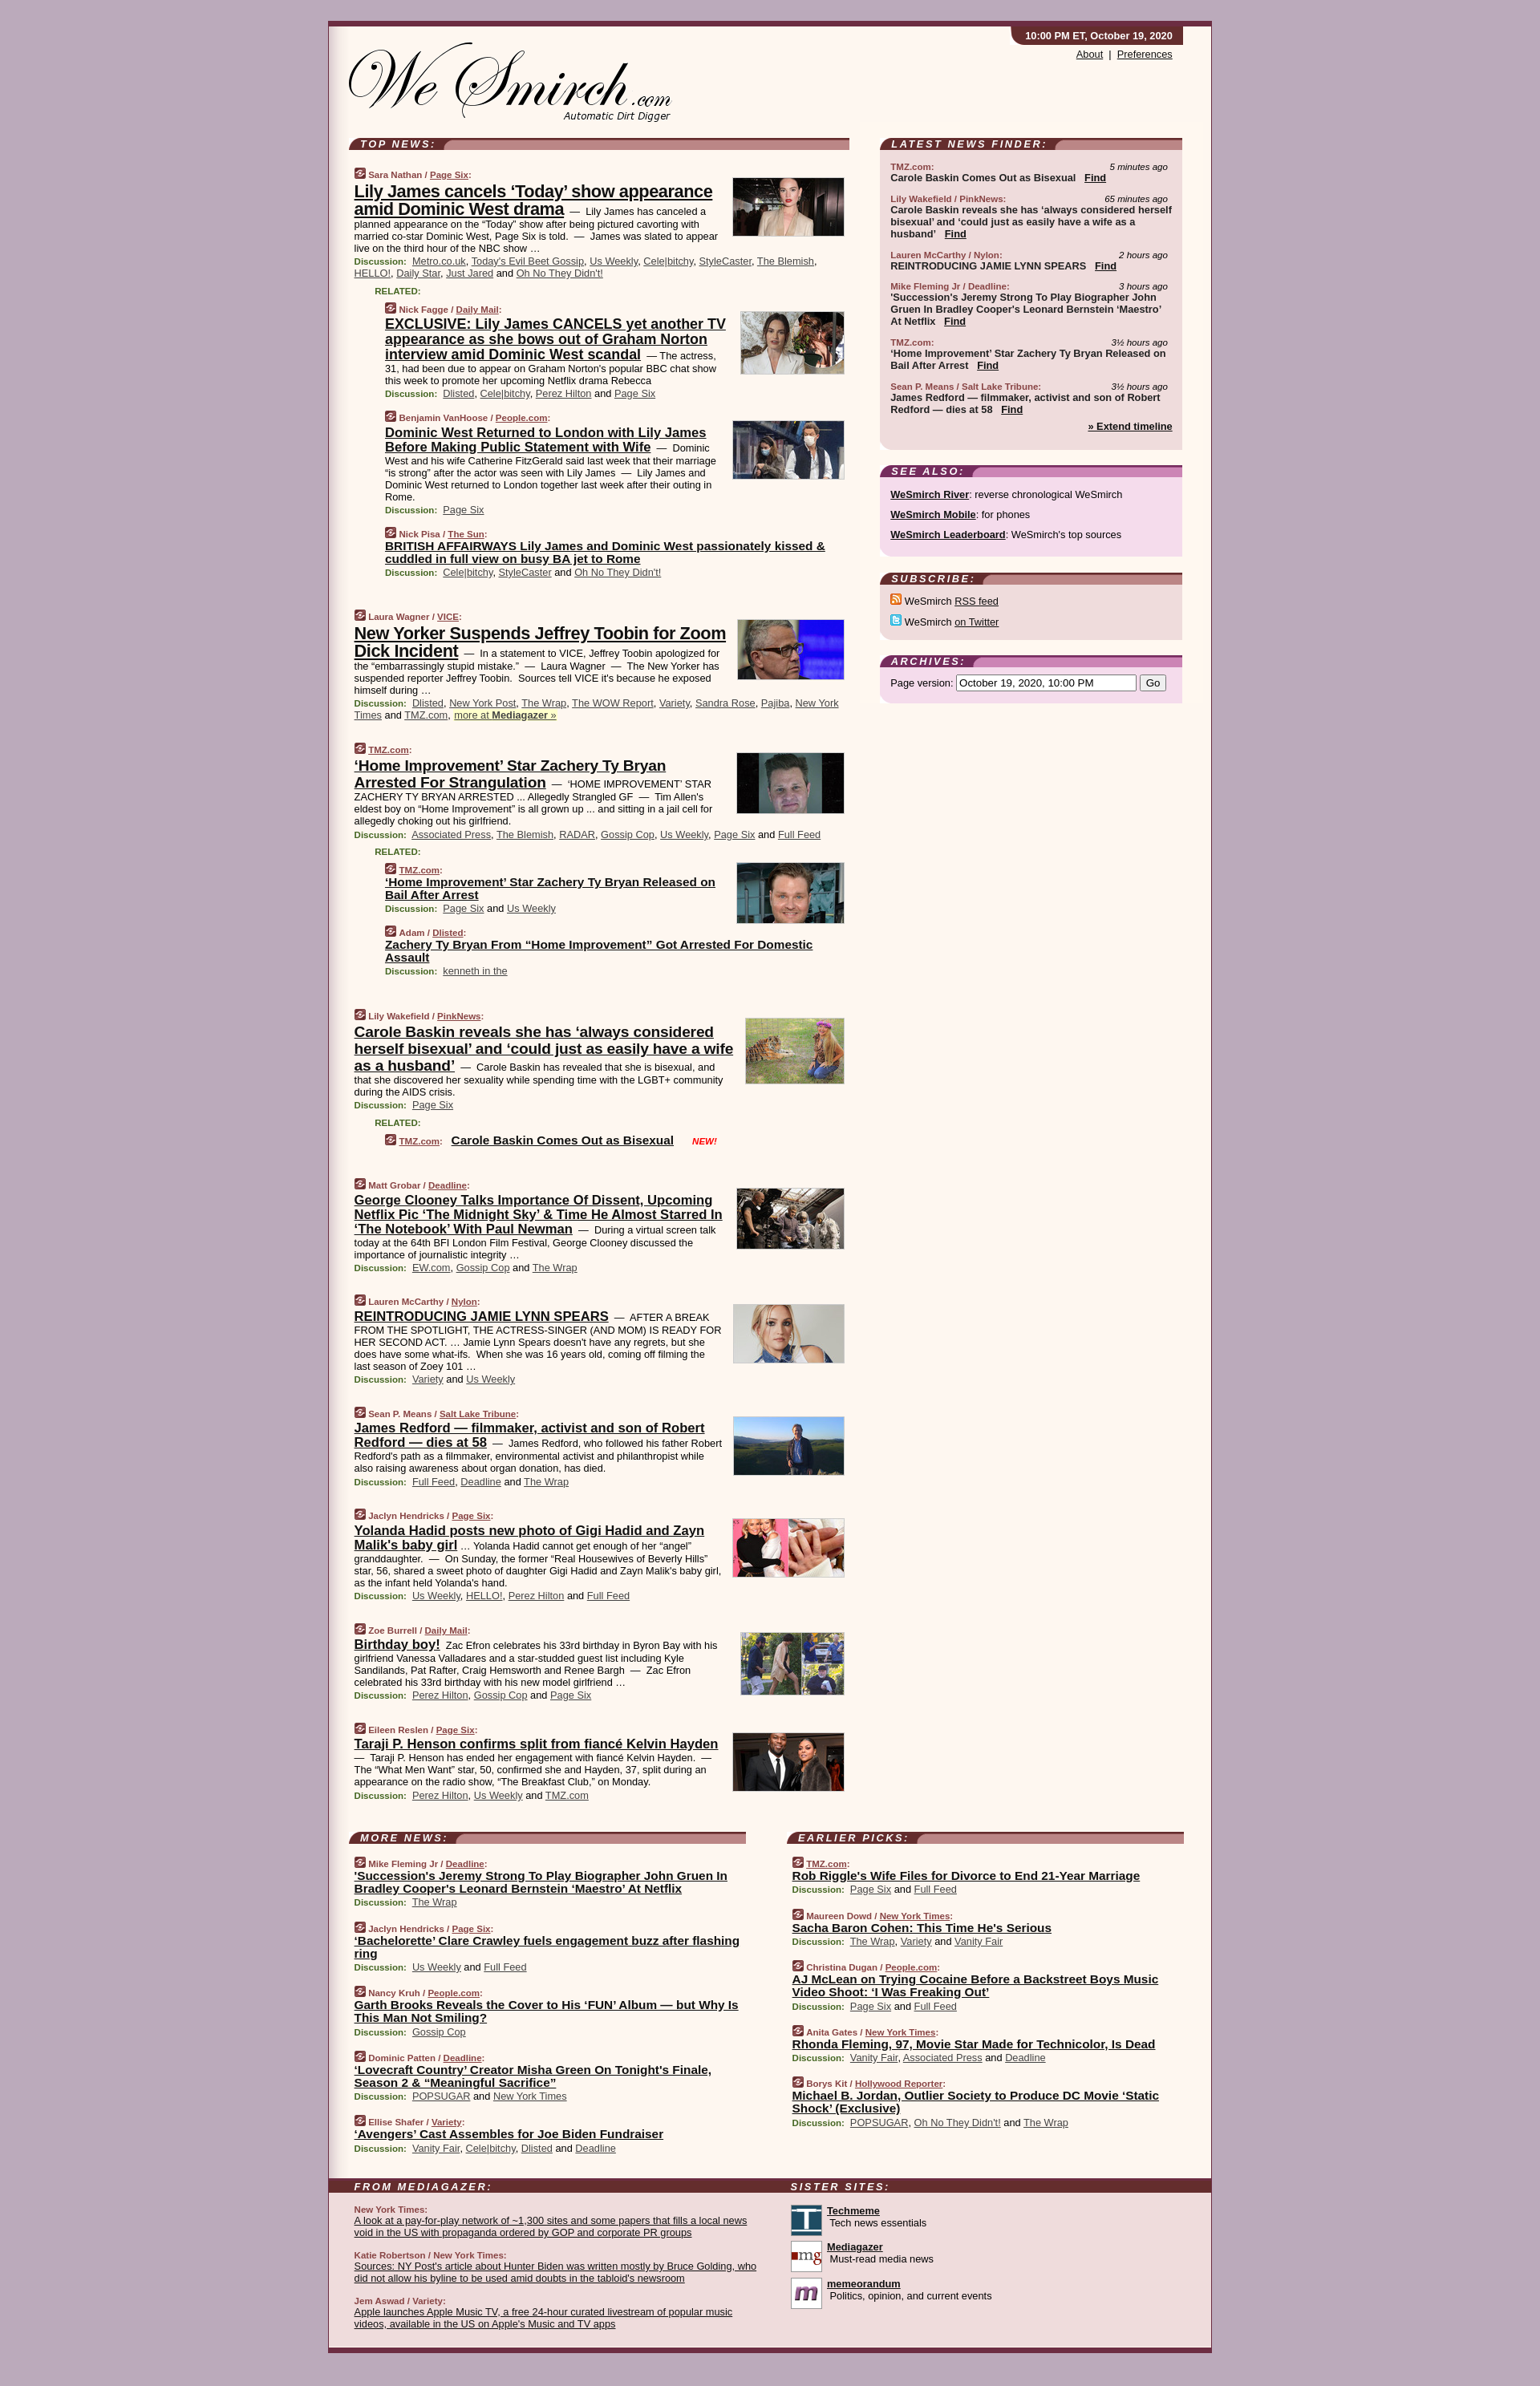 10:00 PM ET, October 19, 2020
About | Preferences
We Smirch.com
Automatic Dirt Digger
TOP NEWS:
Sara Nathan / Page Six:
Lily James cancels ‘Today’ show appearance
amid Dominic West drama — Lily James has canceled a
planned appearance on the “Today” show after being pictured cavorting with
married co-star Dominic West, Page Six is told. — James was slated to appear
live on the third hour of the NBC show …
Discussion: Metro.co.uk, Today's Evil Beet Gossip, Us Weekly, Cele|bitchy, StyleCaster, The Blemish,
HELLO!, Daily Star, Just Jared and Oh No They Didn't!
RELATED:
Nick Fagge / Daily Mail:
EXCLUSIVE: Lily James CANCELS yet another TV
appearance as she bows out of Graham Norton
interview amid Dominic West scandal — The actress,
31, had been due to appear on Graham Norton's popular BBC chat show
this week to promote her upcoming Netflix drama Rebecca
Discussion: Dlisted, Cele|bitchy, Perez Hilton and Page Six
Benjamin VanHoose / People.com:
Dominic West Returned to London with Lily James
Before Making Public Statement with Wife — Dominic
West and his wife Catherine FitzGerald said last week that their marriage
“is strong” after the actor was seen with Lily James — Lily James and
Dominic West returned to London together last week after their outing in
Rome.
Discussion: Page Six
Nick Pisa / The Sun:
BRITISH AFFAIRWAYS Lily James and Dominic West passionately kissed &
cuddled in full view on busy BA jet to Rome
Discussion: Cele|bitchy, StyleCaster and Oh No They Didn't!
Laura Wagner / VICE:
New Yorker Suspends Jeffrey Toobin for Zoom
Dick Incident — In a statement to VICE, Jeffrey Toobin apologized for
the “embarrassingly stupid mistake.” — Laura Wagner — The New Yorker has
suspended reporter Jeffrey Toobin. Sources tell VICE it's because he exposed
himself during …
Discussion: Dlisted, New York Post, The Wrap, The WOW Report, Variety, Sandra Rose, Pajiba, New York
Times and TMZ.com, more at Mediagazer »
TMZ.com:
‘Home Improvement’ Star Zachery Ty Bryan
Arrested For Strangulation — ‘HOME IMPROVEMENT’ STAR
ZACHERY TY BRYAN ARRESTED ... Allegedly Strangled GF — Tim Allen's
eldest boy on “Home Improvement” is all grown up ... and sitting in a jail cell for
allegedly choking out his girlfriend.
Discussion: Associated Press, The Blemish, RADAR, Gossip Cop, Us Weekly, Page Six and Full Feed
RELATED:
TMZ.com:
‘Home Improvement’ Star Zachery Ty Bryan Released on
Bail After Arrest
Discussion: Page Six and Us Weekly
Adam / Dlisted:
Zachery Ty Bryan From “Home Improvement” Got Arrested For Domestic
Assault
Discussion: kenneth in the
Lily Wakefield / PinkNews:
Carole Baskin reveals she has ‘always considered
herself bisexual’ and ‘could just as easily have a wife
as a husband’ — Carole Baskin has revealed that she is bisexual, and
that she discovered her sexuality while spending time with the LGBT+ community
during the AIDS crisis.
Discussion: Page Six
RELATED:
TMZ.com: Carole Baskin Comes Out as Bisexual NEW!
Matt Grobar / Deadline:
George Clooney Talks Importance Of Dissent, Upcoming
Netflix Pic ‘The Midnight Sky’ & Time He Almost Starred In
‘The Notebook’ With Paul Newman — During a virtual screen talk
today at the 64th BFI London Film Festival, George Clooney discussed the
importance of journalistic integrity …
Discussion: EW.com, Gossip Cop and The Wrap
Lauren McCarthy / Nylon:
REINTRODUCING JAMIE LYNN SPEARS — AFTER A BREAK
FROM THE SPOTLIGHT, THE ACTRESS-SINGER (AND MOM) IS READY FOR
HER SECOND ACT. … Jamie Lynn Spears doesn't have any regrets, but she
does have some what-ifs. When she was 16 years old, coming off filming the
last season of Zoey 101 …
Discussion: Variety and Us Weekly
Sean P. Means / Salt Lake Tribune:
James Redford — filmmaker, activist and son of Robert
Redford — dies at 58 — James Redford, who followed his father Robert
Redford's path as a filmmaker, environmental activist and philanthropist while
also raising awareness about organ donation, has died.
Discussion: Full Feed, Deadline and The Wrap
Jaclyn Hendricks / Page Six:
Yolanda Hadid posts new photo of Gigi Hadid and Zayn
Malik's baby girl … Yolanda Hadid cannot get enough of her “angel”
granddaughter. — On Sunday, the former “Real Housewives of Beverly Hills”
star, 56, shared a sweet photo of daughter Gigi Hadid and Zayn Malik's baby girl,
as the infant held Yolanda's hand.
Discussion: Us Weekly, HELLO!, Perez Hilton and Full Feed
Zoe Burrell / Daily Mail:
Birthday boy! Zac Efron celebrates his 33rd birthday in Byron Bay with his
girlfriend Vanessa Valladares and a star-studded guest list including Kyle
Sandilands, Pat Rafter, Craig Hemsworth and Renee Bargh — Zac Efron
celebrated his 33rd birthday with his new model girlfriend …
Discussion: Perez Hilton, Gossip Cop and Page Six
Eileen Reslen / Page Six:
Taraji P. Henson confirms split from fiancé Kelvin Hayden
— Taraji P. Henson has ended her engagement with fiancé Kelvin Hayden. —
The “What Men Want” star, 50, confirmed she and Hayden, 37, split during an
appearance on the radio show, “The Breakfast Club,” on Monday.
Discussion: Perez Hilton, Us Weekly and TMZ.com
LATEST NEWS FINDER:
TMZ.com: 5 minutes ago
Carole Baskin Comes Out as Bisexual Find
Lily Wakefield / PinkNews: 65 minutes ago
Carole Baskin reveals she has ‘always considered herself
bisexual’ and ‘could just as easily have a wife as a
husband’ Find
Lauren McCarthy / Nylon: 2 hours ago
REINTRODUCING JAMIE LYNN SPEARS Find
Mike Fleming Jr / Deadline: 3 hours ago
'Succession's Jeremy Strong To Play Biographer John
Gruen In Bradley Cooper's Leonard Bernstein ‘Maestro’
At Netflix Find
TMZ.com: 3½ hours ago
‘Home Improvement’ Star Zachery Ty Bryan Released on
Bail After Arrest Find
Sean P. Means / Salt Lake Tribune: 3½ hours ago
James Redford — filmmaker, activist and son of Robert
Redford — dies at 58 Find
» Extend timeline
SEE ALSO:
WeSmirch River: reverse chronological WeSmirch
WeSmirch Mobile: for phones
WeSmirch Leaderboard: WeSmirch's top sources
SUBSCRIBE:
WeSmirch RSS feed
WeSmirch on Twitter
ARCHIVES:
Page version: October 19, 2020, 10:00 PM Go
MORE NEWS:
Mike Fleming Jr / Deadline:
'Succession's Jeremy Strong To Play Biographer John Gruen In
Bradley Cooper's Leonard Bernstein ‘Maestro’ At Netflix
Discussion: The Wrap
Jaclyn Hendricks / Page Six:
‘Bachelorette’ Clare Crawley fuels engagement buzz after flashing
ring
Discussion: Us Weekly and Full Feed
Nancy Kruh / People.com:
Garth Brooks Reveals the Cover to His ‘FUN’ Album — but Why Is
This Man Not Smiling?
Discussion: Gossip Cop
Dominic Patten / Deadline:
‘Lovecraft Country’ Creator Misha Green On Tonight's Finale,
Season 2 & “Meaningful Sacrifice”
Discussion: POPSUGAR and New York Times
Ellise Shafer / Variety:
‘Avengers’ Cast Assembles for Joe Biden Fundraiser
Discussion: Vanity Fair, Cele|bitchy, Dlisted and Deadline
EARLIER PICKS:
TMZ.com:
Rob Riggle's Wife Files for Divorce to End 21-Year Marriage
Discussion: Page Six and Full Feed
Maureen Dowd / New York Times:
Sacha Baron Cohen: This Time He's Serious
Discussion: The Wrap, Variety and Vanity Fair
Christina Dugan / People.com:
AJ McLean on Trying Cocaine Before a Backstreet Boys Music
Video Shoot: ‘I Was Freaking Out’
Discussion: Page Six and Full Feed
Anita Gates / New York Times:
Rhonda Fleming, 97, Movie Star Made for Technicolor, Is Dead
Discussion: Vanity Fair, Associated Press and Deadline
Borys Kit / Hollywood Reporter:
Michael B. Jordan, Outlier Society to Produce DC Movie ‘Static
Shock’ (Exclusive)
Discussion: POPSUGAR, Oh No They Didn't! and The Wrap
FROM MEDIAGAZER:
New York Times:
A look at a pay-for-play network of ~1,300 sites and some papers that fills a local news
void in the US with propaganda ordered by GOP and corporate PR groups
Katie Robertson / New York Times:
Sources: NY Post's article about Hunter Biden was written mostly by Bruce Golding, who
did not allow his byline to be used amid doubts in the tabloid's newsroom
Jem Aswad / Variety:
Apple launches Apple Music TV, a free 24-hour curated livestream of popular music
videos, available in the US on Apple's Music and TV apps
SISTER SITES:
T
Techmeme
Tech news essentials
mg
Mediagazer
Must-read media news
m
memeorandum
Politics, opinion, and current events